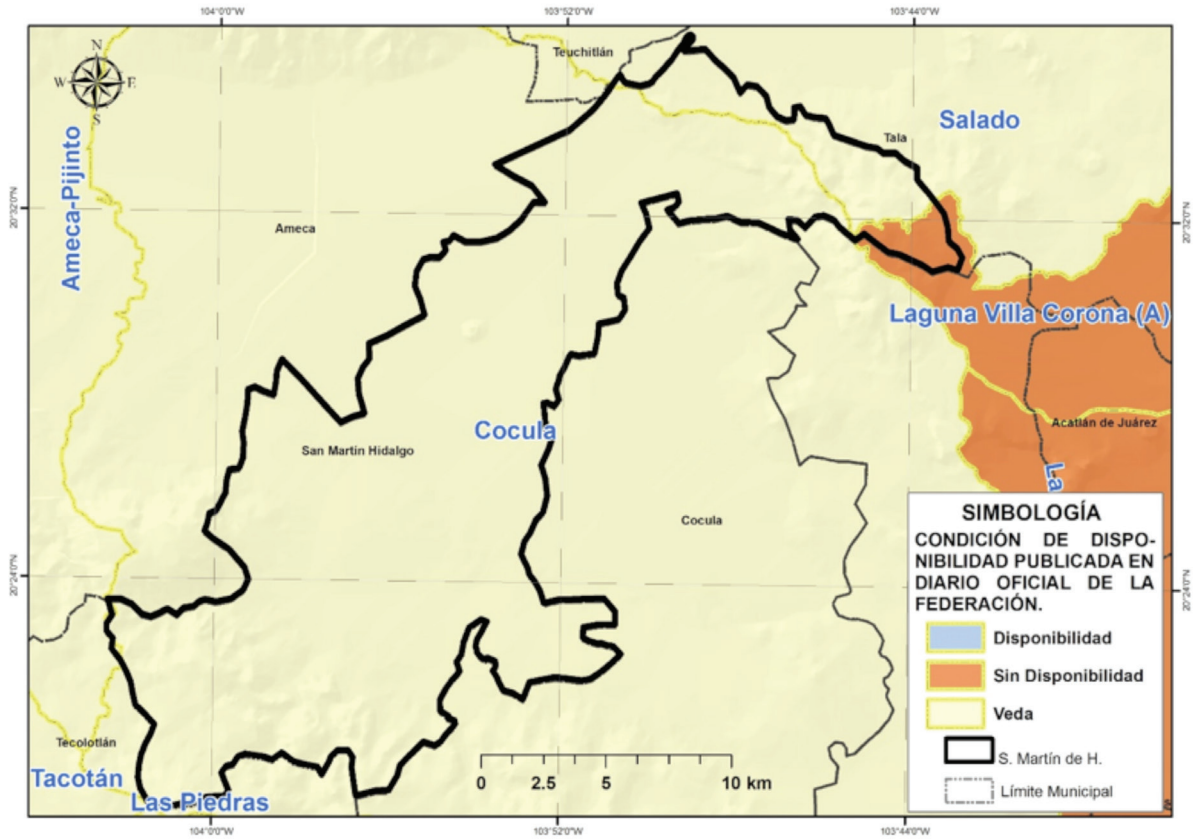 104°0'0"W
103°52'0"W
103°44'0"W
N
W
E
S
Teuchitlán
Salado
Tala
Ameca-Pijinto
20°32'0"N
20°32'0"N
Ameca
Laguna Villa Corona (A)
Cocula
San Martín Hidalgo
Acatlán de Juárez
La
Cocula
20°24'0"N
20°24'0"N
SIMBOLOGÍA
CONDICIÓN DE DISPO-
NIBILIDAD PUBLICADA EN
DIARIO OFICIAL DE LA
FEDERACIÓN.
Disponibilidad
Sin Disponibilidad
Veda
S. Martín de H.
Límite Municipal
Tecolotlán
Tacotán
Las Piedras
0 2.5 5 10 km
104°0'0"W
103°52'0"W
103°44'0"W